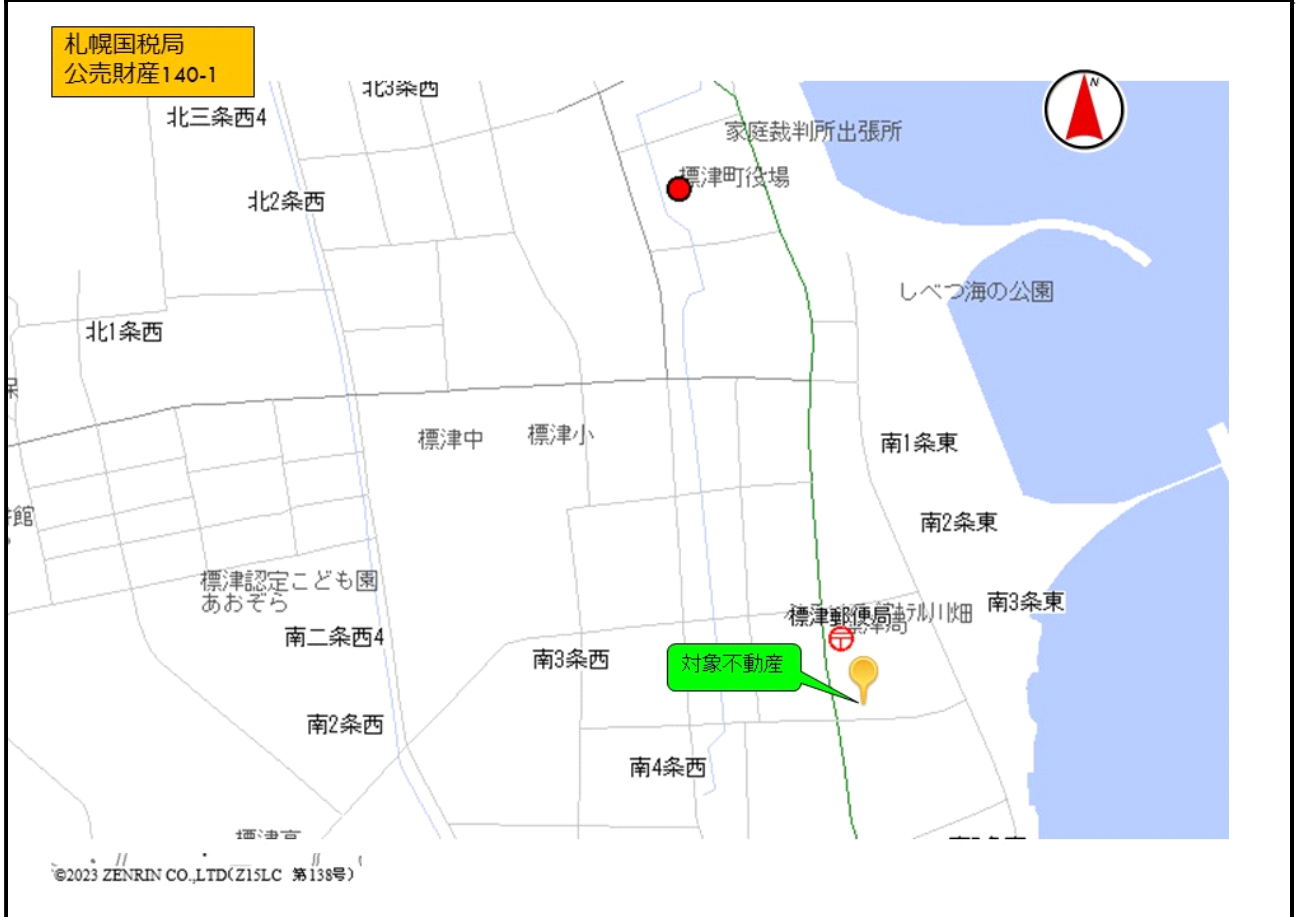 札幌国税局
公売財産140-1
北3条西
北三条西4
N
家庭裁判所出張所
標津町役場
北2条西
しべつ海の公園
北1条西
標津中
標津小
南1条東
館
南2条東
標津認定こども園
あおぞら
南3条東
標津郵便局
川畑
南二条西4
南3条西
対象不動産
南2条西
南4条西
©2023 ZENRIN CO.,LTD(Z15LC 第138号)